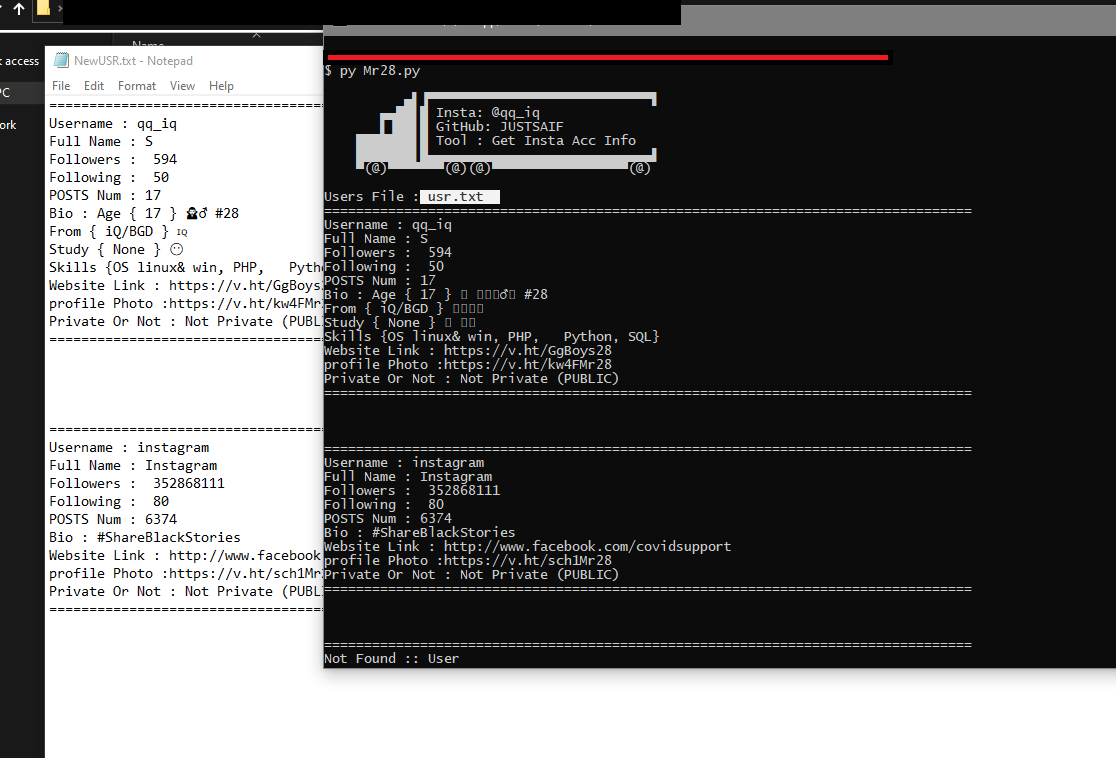 Name
access
PC
ork
NewUSR.txt - Notepad
File Edit Format View Help
========================================
Username : qq_iq
Full Name : S
Followers :  594
Following :  50
POSTS Num : 17
Bio : Age { 17 } 🙅‍♂️ #28
From { iQ/BGD } 🇮🇶
Study { None } 😶
Skills {OS linux& win, PHP,   Pyth
Website Link : https://v.ht/GgBoys
profile Photo :https://v.ht/kw4FMr
Private Or Not : Not Private (PUBL
========================================
========================================
Username : instagram
Full Name : Instagram
Followers :  352868111
Following :  80
POSTS Num : 6374
Bio : #ShareBlackStories
Website Link : http://www.facebook
profile Photo :https://v.ht/sch1Mr
Private Or Not : Not Private (PUBL
========================================
$ py Mr28.py
Insta: @qq_iq
GitHub: JUSTSAIF
Tool : Get Insta Acc Info
(@) (@)(@) (@)
Users File : usr.txt
=================================================================================
Username : qq_iq
Full Name : S
Followers :  594
Following :  50
POSTS Num : 17
Bio : Age { 17 } #28
From { iQ/BGD }
Study { None }
Skills {OS linux& win, PHP,   Python, SQL}
Website Link : https://v.ht/GgBoys28
profile Photo :https://v.ht/kw4FMr28
Private Or Not : Not Private (PUBLIC)
=================================================================================
=================================================================================
Username : instagram
Full Name : Instagram
Followers :  352868111
Following :  80
POSTS Num : 6374
Bio : #ShareBlackStories
Website Link : http://www.facebook.com/covidsupport
profile Photo :https://v.ht/sch1Mr28
Private Or Not : Not Private (PUBLIC)
=================================================================================
=================================================================================
Not Found :: User